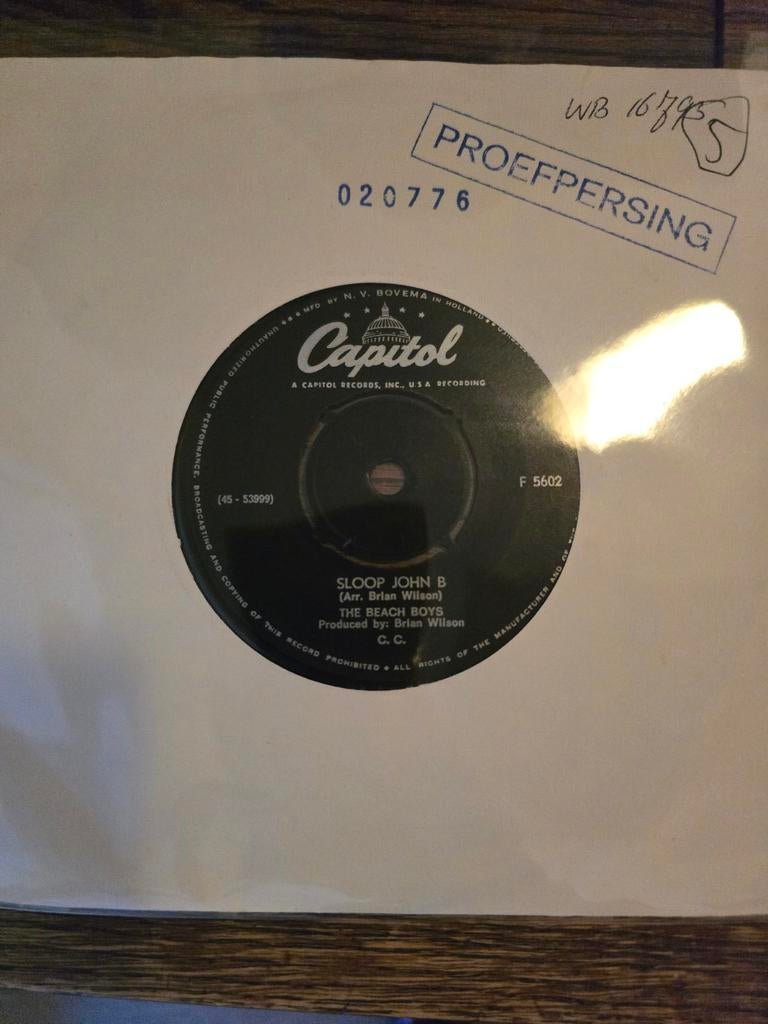 WB 16795
5
PROEFPERSING
020776
MFD BY N. V. BOVEMA IN HOLLAND
Capitol
A CAPITOL RECORDS, INC., U.S.A. RECORDING
F 5602
(45 - 53999)
SLOOP JOHN B
(Arr. Brian Wilson)
THE BEACH BOYS
Produced by: Brian Wilson
C. C.
ALL RIGHTS OF THE MANUFACTURER AND OF
UNAUTHORIZED PUBLIC PERFORMANCE, BROADCASTING AND COPYING OF THIS RECORD PROHIBITED